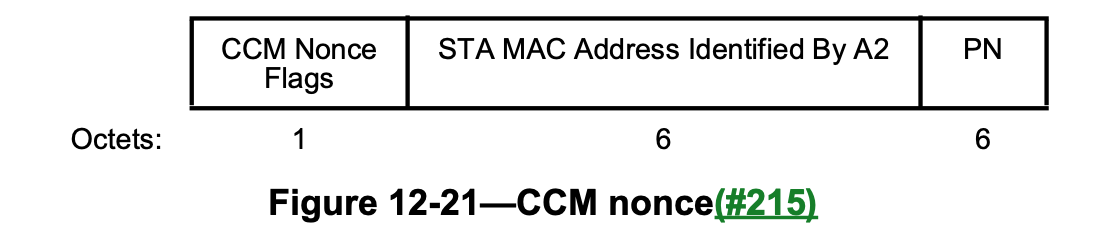 CCM Nonce Flags STA MAC Address Identified By A2 PN
Octets: 1 6 6
Figure 12-21—CCM nonce(#215)